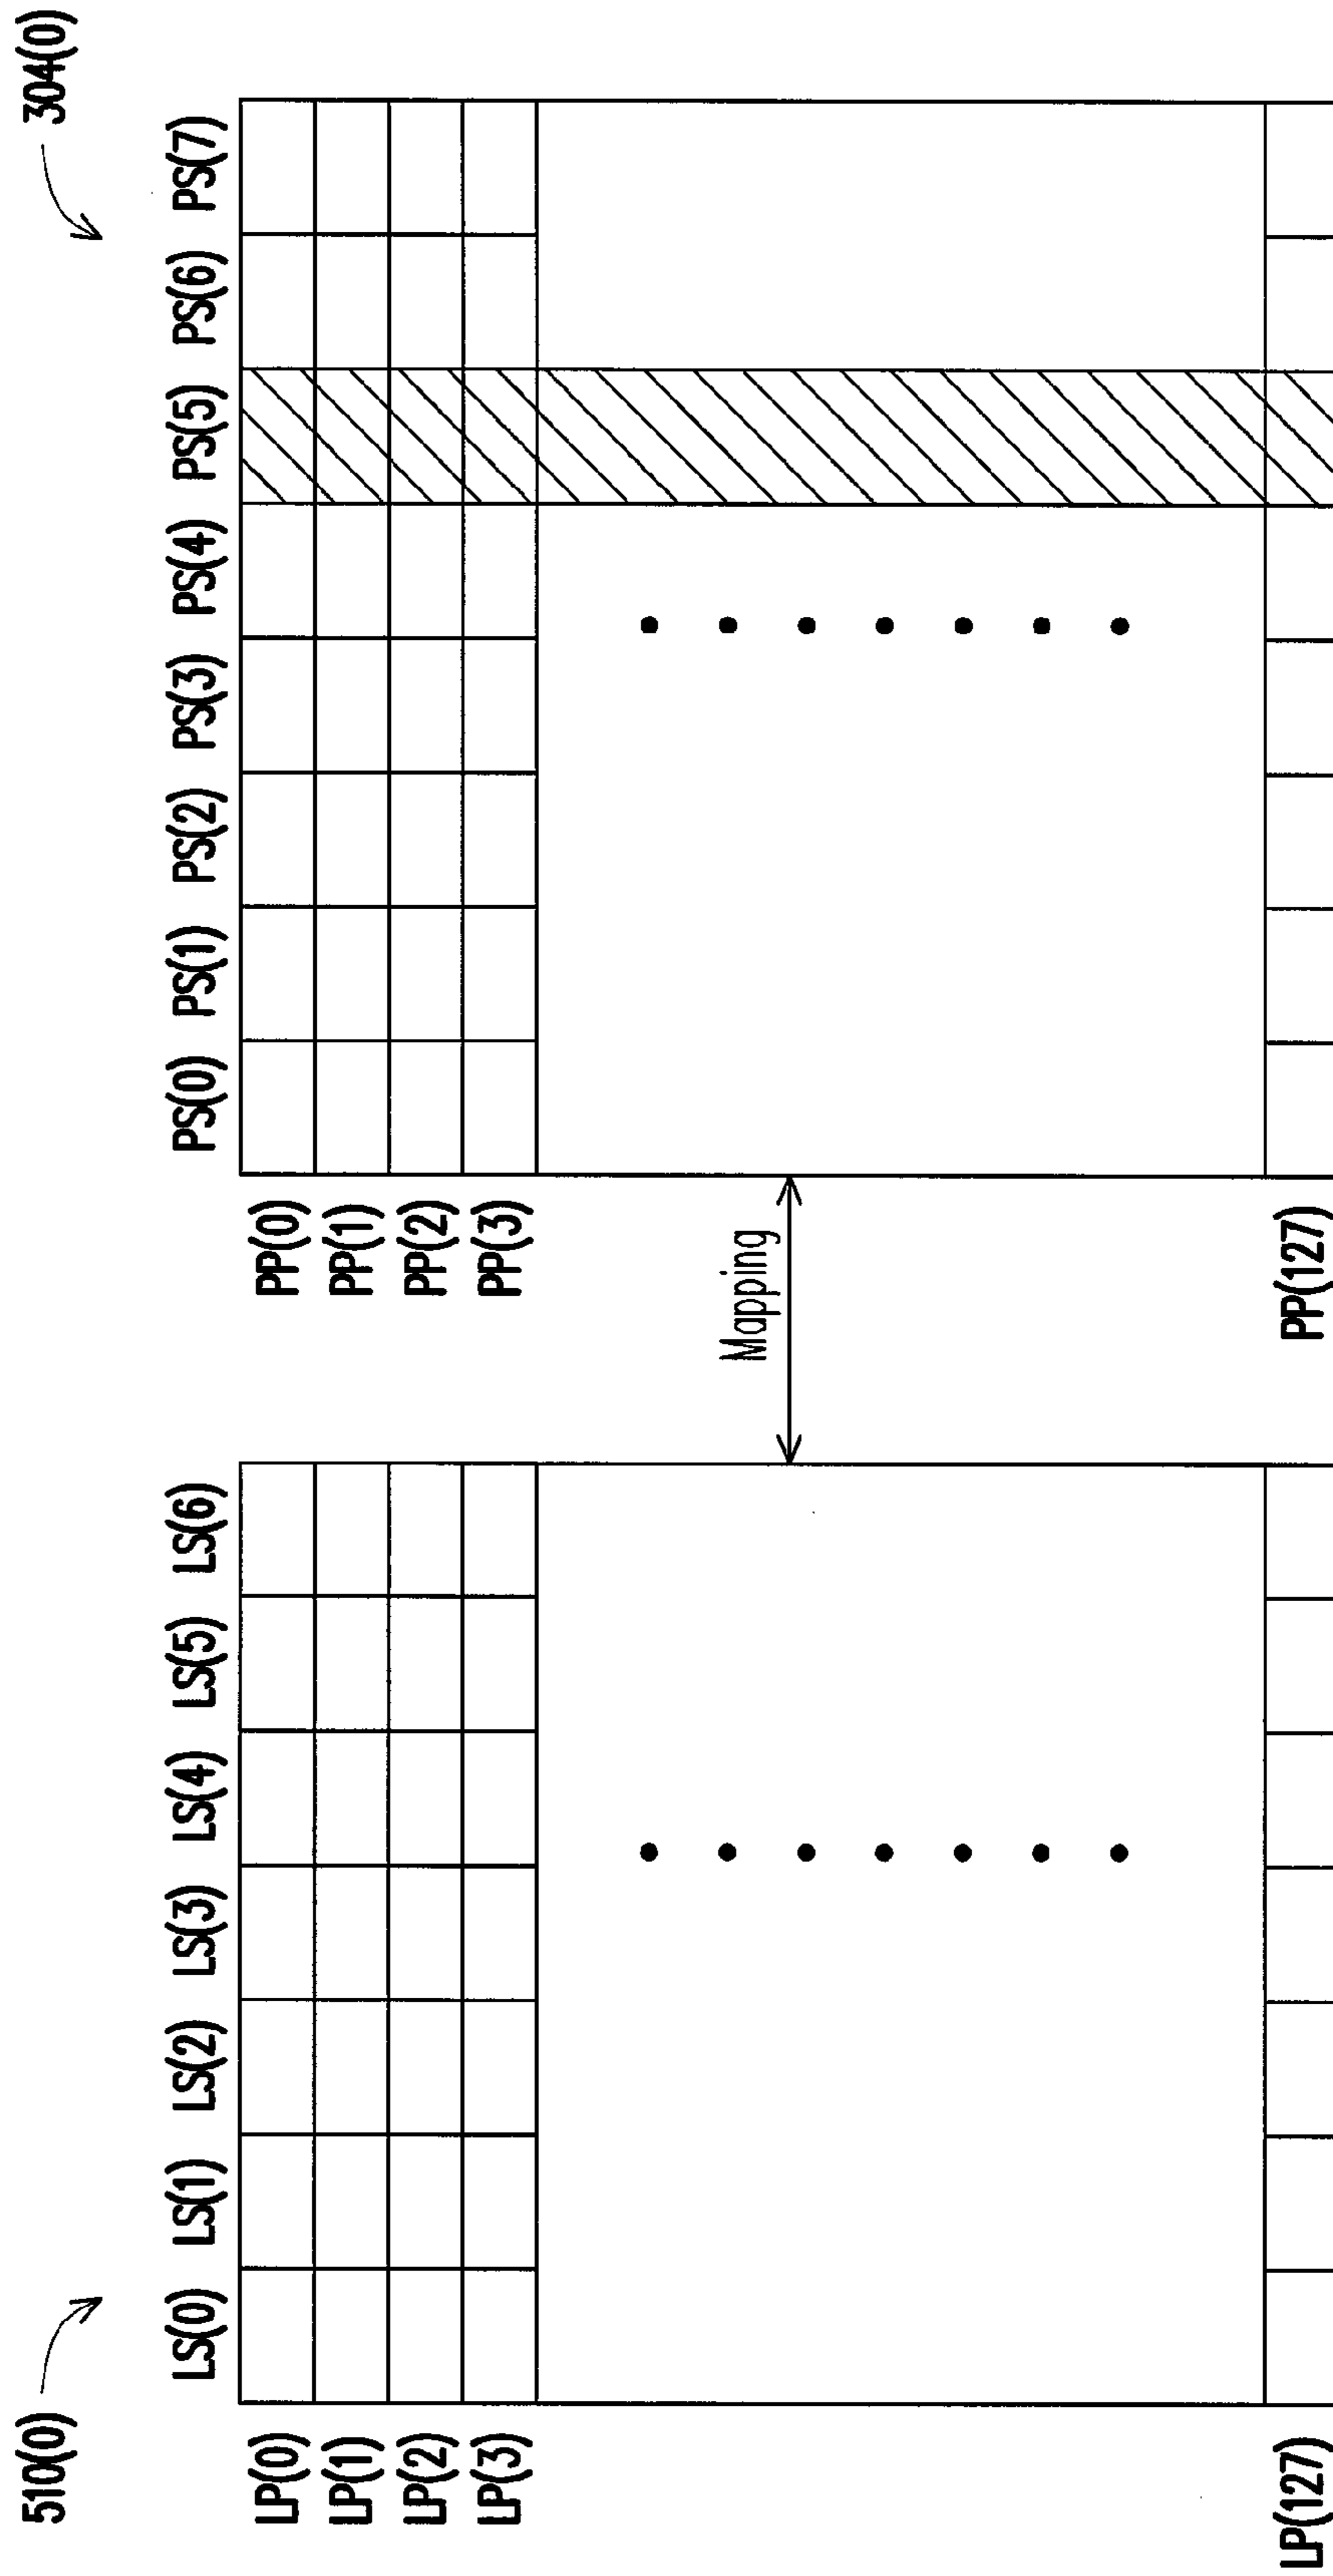 510(0)
304(0)
LS(0) LS(1) LS(2) LS(3) LS(4) LS(5) LS(6)
PS(0) PS(1) PS(2) PS(3) PS(4) PS(5) PS(6) PS(7)
LP(0)
PP(0)
LP(1)
PP(1)
LP(2)
PP(2)
LP(3)
PP(3)
Mapping
LP(127)
PP(127)